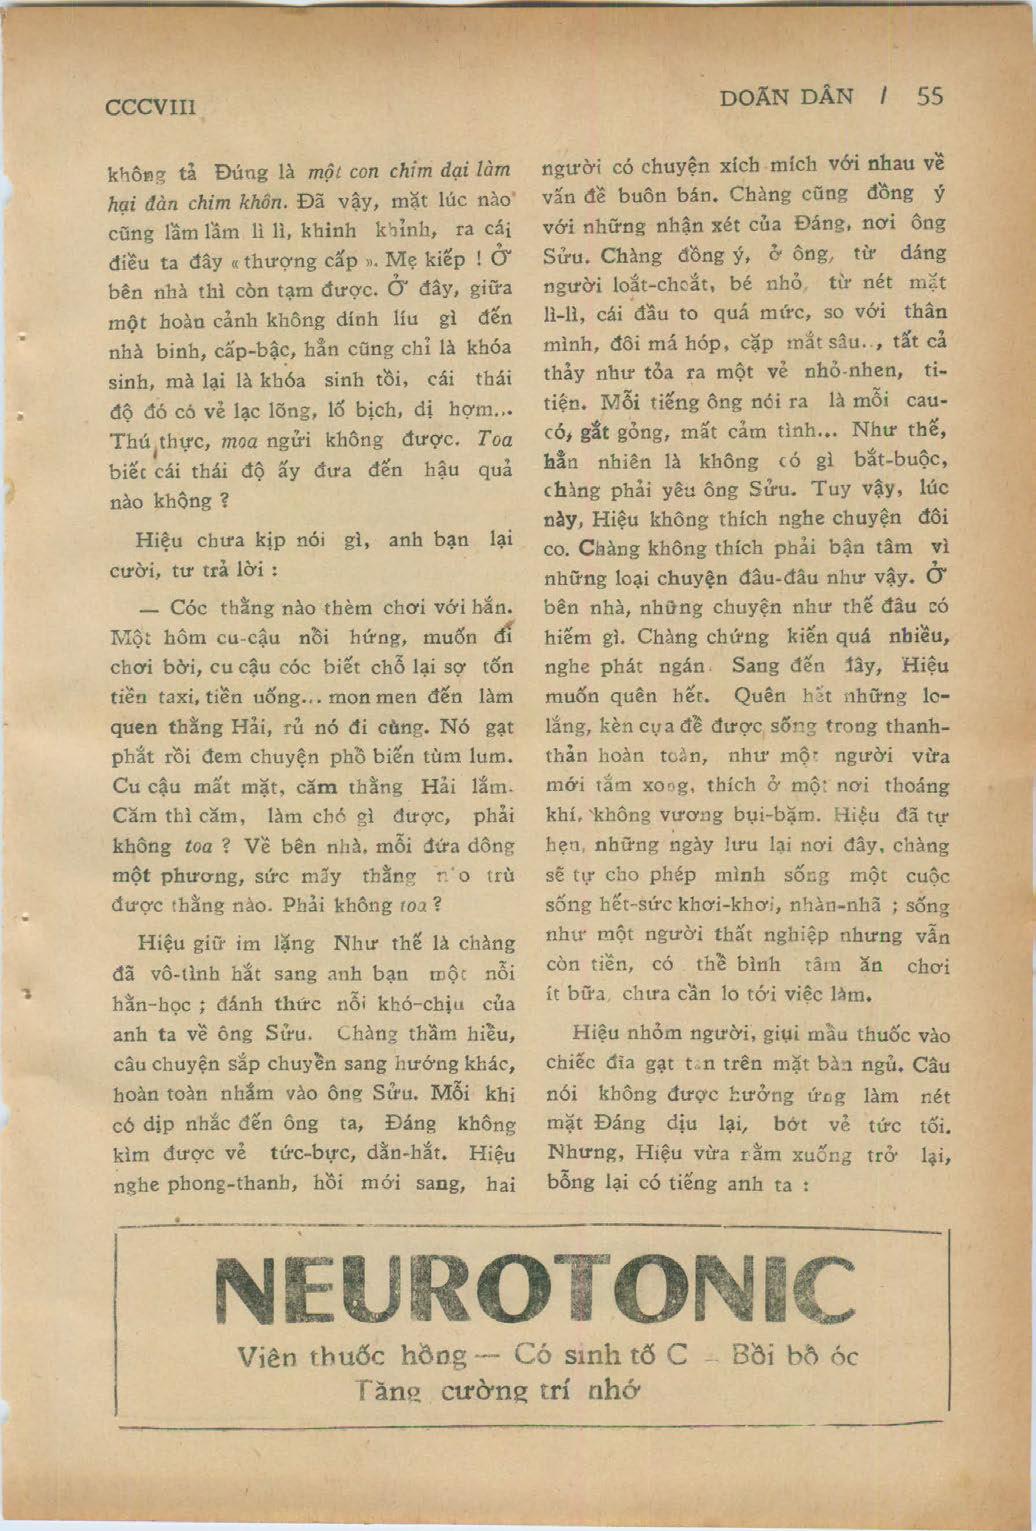 CCCVIII
DOÃN DÂN / 55
không tả Đúng là một con chim dại làm
hại đàn chim khôn. Đã vậy, mặt lúc nào
cũng lầm lầm lì lì, khinh khỉnh, ra cái
điều ta đây « thượng cấp ». Mẹ kiếp ! Ở
bên nhà thì còn tạm được. Ở đây, giữa
một hoàn cảnh không dính líu gì đến
nhà binh, cấp-bậc, hắn cũng chỉ là khóa
sinh, mà lại là khóa sinh tồi, cái thái
độ đó có vẻ lạc lõng, lố bịch, dị hợm...
Thú thực, moa ngửi không được. Toa
biết cái thái độ ấy đưa đến hậu quả
nào không ?
Hiệu chưa kịp nói gì, anh bạn lại
cười, tư trả lời :
— Cóc thằng nào thèm chơi với hắn.
Một hôm cu-cậu nồi hứng, muốn đi
chơi bời, cu cậu cóc biết chỗ lại sợ tốn
tiền taxi, tiền uống... mon men đến làm
quen thằng Hải, rủ nó đi cùng. Nó gạt
phắt rồi đem chuyện phồ biến tùm lum.
Cu cậu mất mặt, căm thằng Hải lắm.
Căm thì căm, làm chó gì được, phải
không toa ? Về bên nhà, mỗi đứa dông
một phương, sức mấy thằng nào trù
được thằng nào. Phải không toa ?
Hiệu giữ im lặng Như thế là chàng
đã vô-tình hắt sang anh bạn một nỗi
hằn-học ; đánh thức nỗi khó-chịu của
anh ta về ông Sửu. Chàng thầm hiều,
câu chuyện sắp chuyền sang hướng khác,
hoàn toàn nhắm vào ông Sửu. Mỗi khi
có dịp nhắc đến ông ta, Đáng không
kìm được vẻ tức-bực, dằn-hắt. Hiệu
nghe phong-thanh, hồi mới sang, hai
người có chuyện xích mích với nhau về
vấn đề buôn bán. Chàng cũng đồng ý
với những nhận xét của Đáng, nơi ông
Sửu. Chàng đồng ý, ở ông, từ dáng
người loắt-choắt, bé nhỏ, từ nét mặt
lì-lì, cái đầu to quá mức, so với thân
mình, đôi má hóp, cặp mắt sâu.., tất cả
thảy như tỏa ra một vẻ nhỏ-nhen, ti-
tiện. Mỗi tiếng ông nói ra là mỗi cau-
có, gắt gỏng, mất cảm tình... Như thế,
hẳn nhiên là không có gì bắt-buộc,
chàng phải yêu ông Sửu. Tuy vậy, lúc
này, Hiệu không thích nghe chuyện đôi
co. Chàng không thích phải bận tâm vì
những loại chuyện đâu-đâu như vậy. Ở
bên nhà, những chuyện như thế đâu có
hiếm gì. Chàng chứng kiến quá nhiều,
nghe phát ngán. Sang đến đây, Hiệu
muốn quên hết. Quên hết những lo-
lắng, kèn cựa đề được sống trong thanh-
thản hoàn toàn, như một người vừa
mới tắm xong, thích ở một nơi thoáng
khí, không vương bụi-bặm. Hiệu đã tự
hẹn, những ngày lưu lại nơi đây, chàng
sẽ tự cho phép mình sống một cuộc
sống hết-sức khơi-khơi, nhàn-nhã ; sống
như một người thất nghiệp nhưng vẫn
còn tiền, có thề bình tâm ăn chơi
ít bữa, chưa cần lo tới việc làm.
Hiệu nhỏm người, giụi mẩu thuốc vào
chiếc đĩa gạt tàn trên mặt bàn ngủ. Câu
nói không được hưởng ứng làm nét
mặt Đáng dịu lại, bớt vẻ tức tối.
Nhưng, Hiệu vừa nằm xuống trở lại,
bỗng lại có tiếng anh ta :
NEUROTONIC
Viên thuốc hồng — Có sinh tố C — Bồi bồ óc
Tăng cường trí nhớ